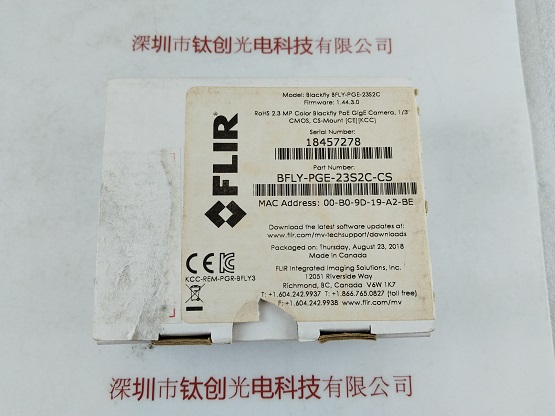 深圳市钛创光电科技有限公司
Model: Blackfly BFLY-PGE-23S2C
Firmware: 1.44.3.0
RoHS 2.3 MP Color Blackfly PoE GigE Camera, 1/3"
CMOS, CS-Mount [CE][KCC]
Serial Number:
18457278
Part Number:
BFLY-PGE-23S2C-CS
MAC Address: 00-B0-9D-19-A2-BE
FLIR
Download the latest software updates at:
www.flir.com/mv-techsupport/downloads
Packaged on: Thursday, August 23, 2018
Made in Canada
CE
KCC-REM-PGR-BFLY3
FLIR Integrated Imaging Solutions, Inc.
12051 Riverside Way
Richmond, BC, Canada V6W 1K7
T: +1.604.242.9937 T: +1.866.765.0827 (toll free)
F: +1.604.242.9938 www.flir.com/mv
深圳市钛创光电科技有限公司